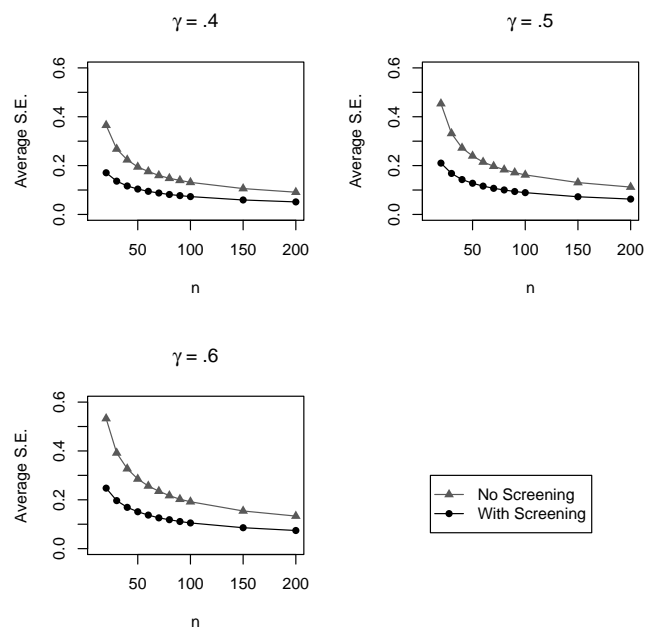 γ = .4
Average S.E.
0.0 0.2 0.4 0.6
50 100 150 200
n
γ = .5
Average S.E.
0.0 0.2 0.4 0.6
50 100 150 200
n
γ = .6
Average S.E.
0.0 0.2 0.4 0.6
50 100 150 200
n
No Screening
With Screening